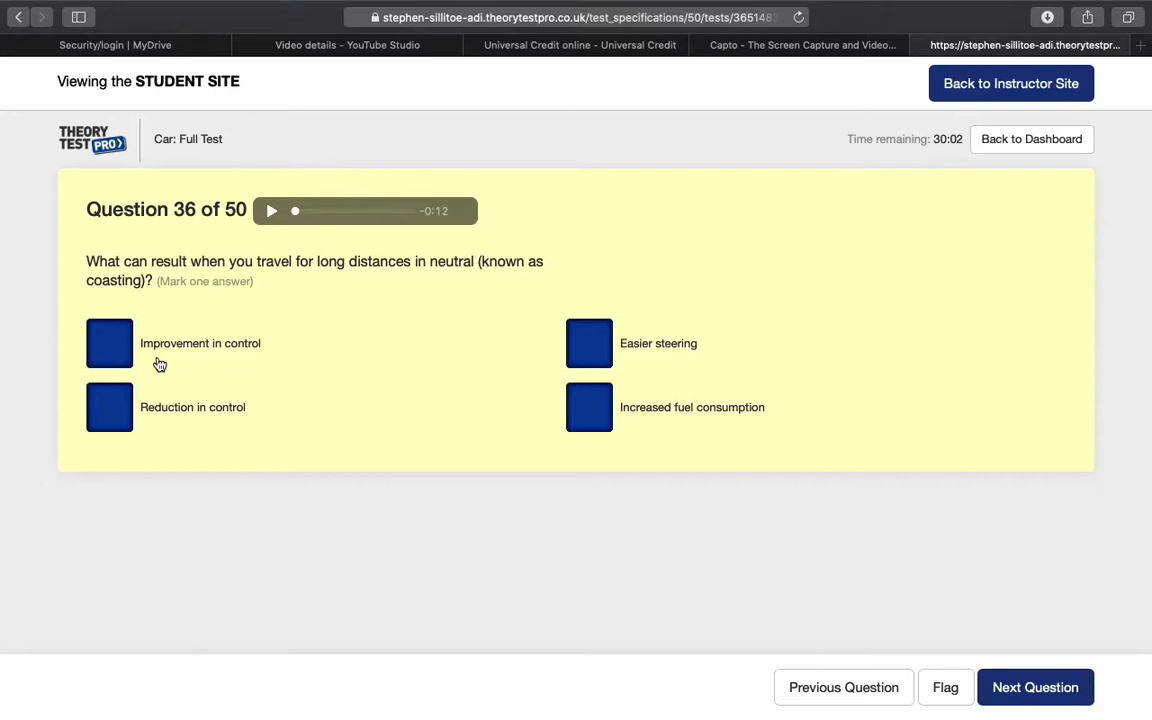 stephen-sillitoe-adi.theorytestpro.co.uk/test_specifications/50/tests/3651483
Security/login | MyDrive
Video details - YouTube Studio
Universal Credit online - Universal Credit
Capto - The Screen Capture and Video...
https://stephen-sillitoe-adi.theorytestpr...
Viewing the STUDENT SITE
Back to Instructor Site
THEORY
TEST PRO
Car: Full Test
Time remaining: 30:02
Back to Dashboard
Question 36 of 50
-0:12
What can result when you travel for long distances in neutral (known as
coasting)? (Mark one answer)
Improvement in control
Easier steering
Reduction in control
Increased fuel consumption
Previous Question
Flag
Next Question